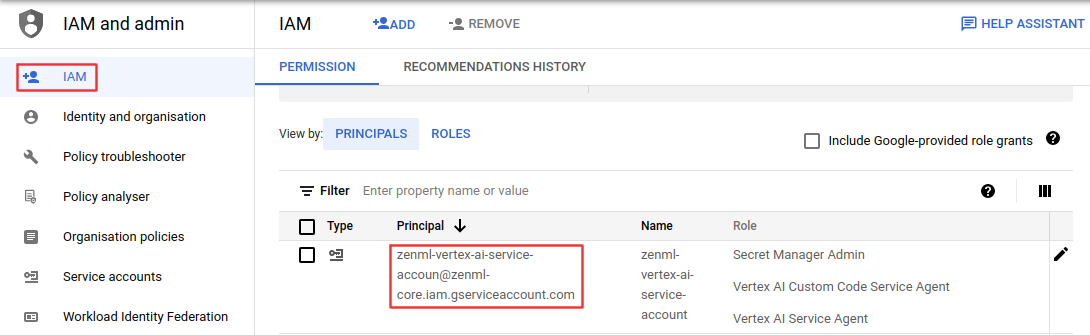 IAM and admin
IAM
ADD
REMOVE
HELP ASSISTANT
IAM
Identity and organisation
Policy troubleshooter
Policy analyser
Organisation policies
Service accounts
Workload Identity Federation
PERMISSION
RECOMMENDATIONS HISTORY
View by:
PRINCIPALS
ROLES
Include Google-provided role grants
Filter
Enter property name or value
Type
Principal
Name
Role
zenml-vertex-ai-service-
accoun@zenml-
core.iam.gserviceaccount.com
zenml-
vertex-ai-
service-
account
Secret Manager Admin
Vertex AI Custom Code Service Agent
Vertex AI Service Agent